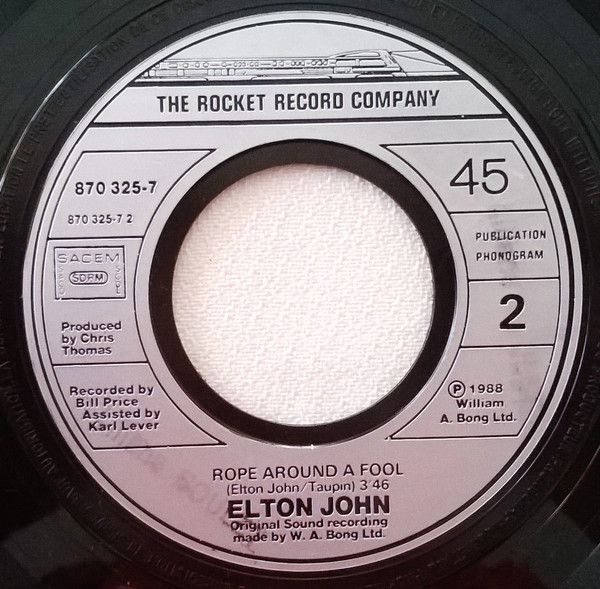 THE ROCKET RECORD COMPANY
870 325-7
870 325-7 2
SACEM
SDRM
Produced
by Chris
Thomas
Recorded by
Bill Price
Assisted by
Karl Lever
45
PUBLICATION
PHONOGRAM
2
Ⓟ 1988
William
A. Bong Ltd.
ROPE AROUND A FOOL
(Elton John/Taupin) 3'46
ELTON JOHN
Original Sound recording
made by W. A. Bong Ltd.